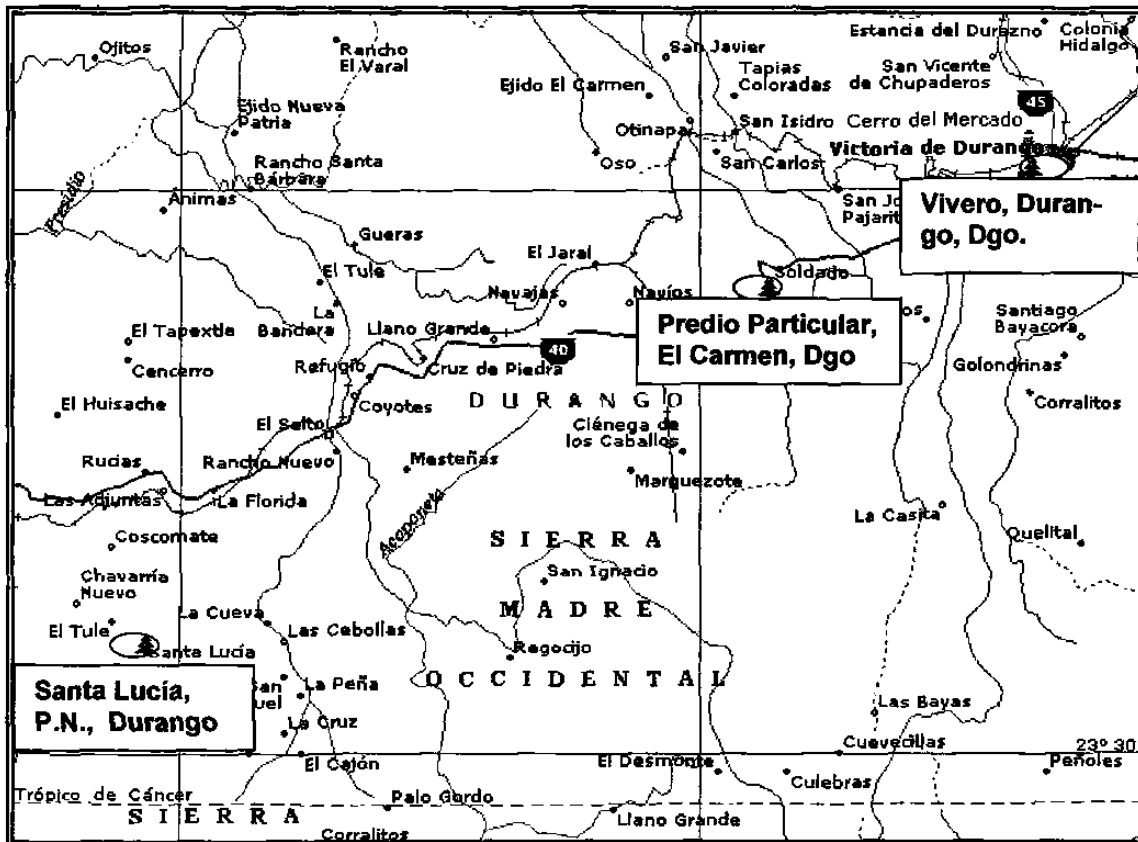 Ojitos
Rancho
El Varal
San Javier
Estancia del Durazno
Colonia
Hidalgo
Tapias
Coloradas
San Vicente
de Chupaderos
Ejido El Carmen
Ejido Nueva
Patria
45
Otinapa
San Isidro
Cerro del Mercado
Victoria de Durango
Oso
San Carlos
Rancho Santa
Bárbara
Presidio
Ánimas
Vivero, Duran-
go, Dgo.
Gueras
El Jaral
Soldado
El Tule
Navajas
Navíos
La
Bandera
El Tapextle
Llano Grande
Predio Particular,
El Carmen, Dgo
Santiago
Bayacora
40
Cencerro
Refugio
Cruz de Piedra
Golondrinas
DURANGO
Coyotes
Corralitos
El Huisache
El Salto
Ciénega de
los Caballos
Rucias
Rancho Nuevo
Mesteñas
Marquezote
Las Adjuntas
La Florida
Acaponeta
La Casita
Coscomate
SIERRA
Quelital
Chavarría
Nuevo
San Ignacio
La Cueva
MADRE
El Tule
Las Cebollas
Santa Lucía
Regocijo
OCCIDENTAL
Santa Lucía,
P.N., Durango
La Peña
Las Bayas
La Cruz
Cuevecillas
23° 30
El Cajón
El Desmonte
Culebras
Peñoles
Trópico de Cáncer
Palo Gordo
SIERRA
Llano Grande
Corralitos